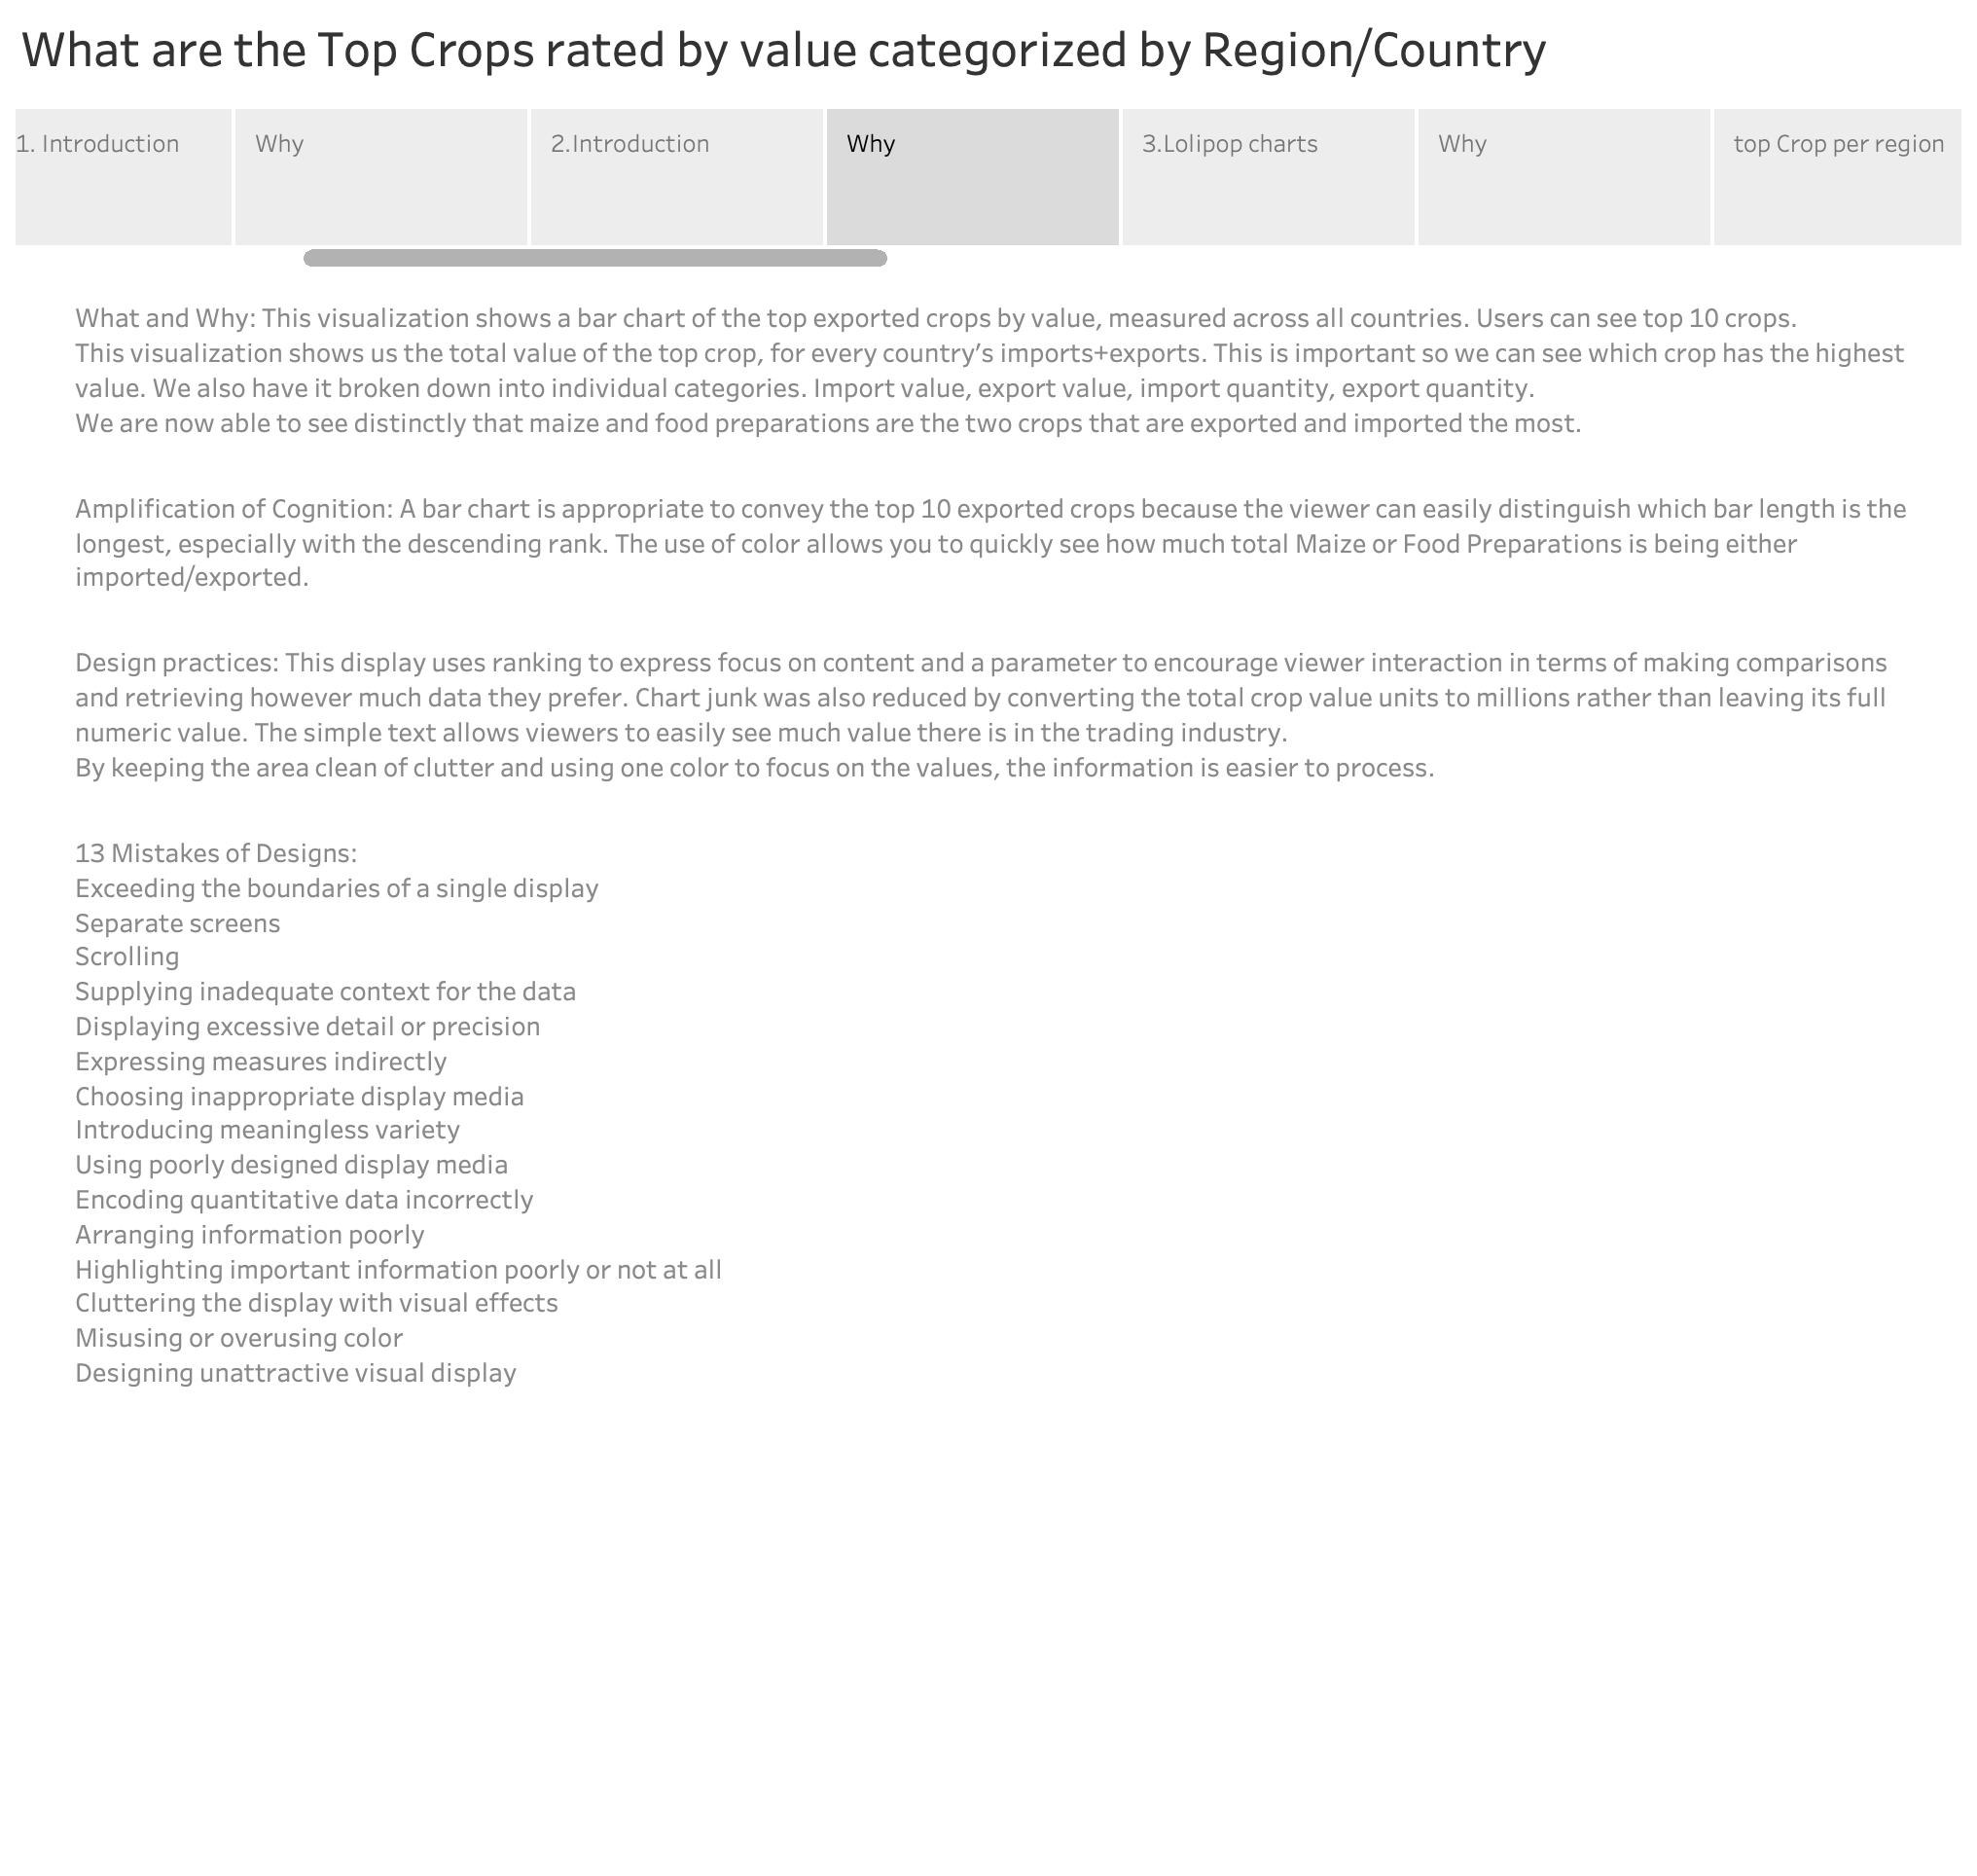 What are the Top Crops rated by value categorized by Region/Country
1. Introduction
Why
2.Introduction
Why
3.Lolipop charts
Why
top Crop per region
What and Why: This visualization shows a bar chart of the top exported crops by value, measured across all countries. Users can see top 10 crops.
This visualization shows us the total value of the top crop, for every country’s imports+exports. This is important so we can see which crop has the highest
value. We also have it broken down into individual categories. Import value, export value, import quantity, export quantity.
We are now able to see distinctly that maize and food preparations are the two crops that are exported and imported the most.
Amplification of Cognition: A bar chart is appropriate to convey the top 10 exported crops because the viewer can easily distinguish which bar length is the
longest, especially with the descending rank. The use of color allows you to quickly see how much total Maize or Food Preparations is being either
imported/exported.
Design practices: This display uses ranking to express focus on content and a parameter to encourage viewer interaction in terms of making comparisons
and retrieving however much data they prefer. Chart junk was also reduced by converting the total crop value units to millions rather than leaving its full
numeric value. The simple text allows viewers to easily see much value there is in the trading industry.
By keeping the area clean of clutter and using one color to focus on the values, the information is easier to process.
13 Mistakes of Designs:
Exceeding the boundaries of a single display
Separate screens
Scrolling
Supplying inadequate context for the data
Displaying excessive detail or precision
Expressing measures indirectly
Choosing inappropriate display media
Introducing meaningless variety
Using poorly designed display media
Encoding quantitative data incorrectly
Arranging information poorly
Highlighting important information poorly or not at all
Cluttering the display with visual effects
Misusing or overusing color
Designing unattractive visual display